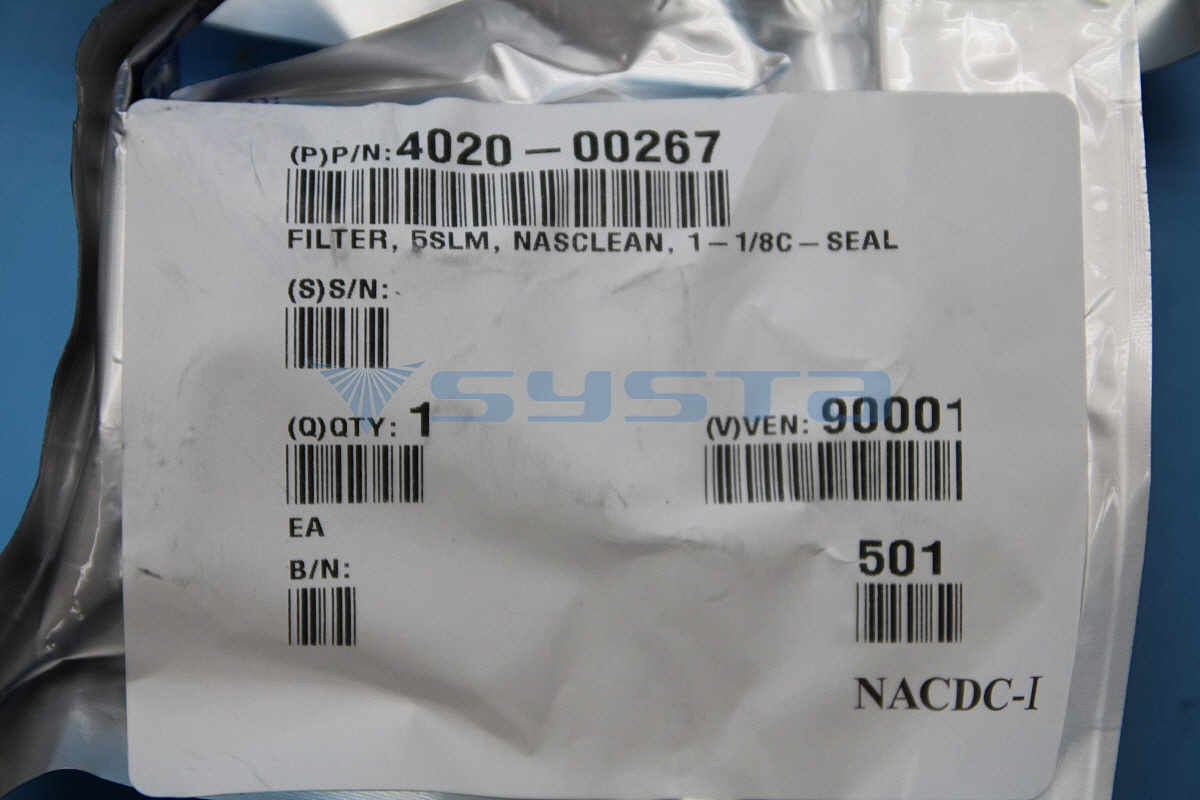 (P)P/N:4020-00267
FILTER, 5SLM, NASCLEAN, 1-1/8C-SEAL
(S)S/N:
systa
(Q)QTY: 1
(V)VEN: 90001
EA
501
B/N:
NACDC-I